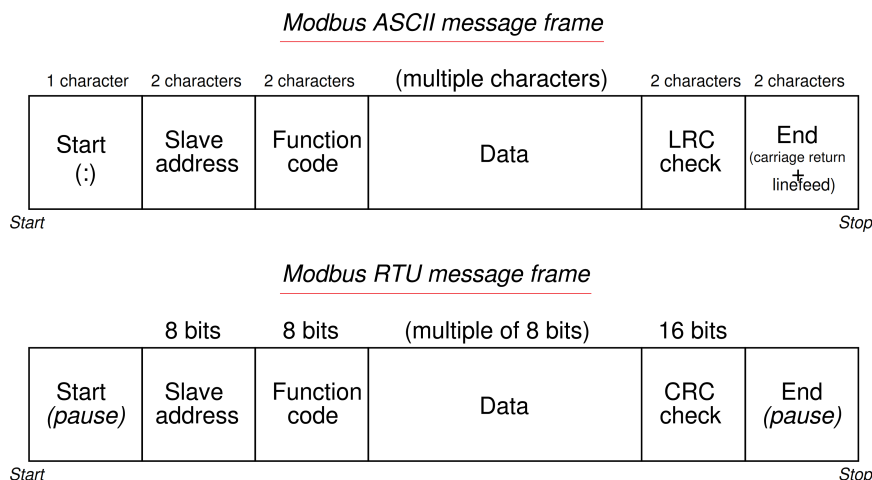 Modbus ASCII message frame
1 character 2 characters 2 characters (multiple characters) 2 characters 2 characters
Start
(:)
Slave
address
Function
code
Data
LRC
check
End
(carriage return
+
linefeed)
Start
Stop
Modbus RTU message frame
8 bits 8 bits (multiple of 8 bits) 16 bits
Start
(pause)
Slave
address
Function
code
Data
CRC
check
End
(pause)
Start
Stop